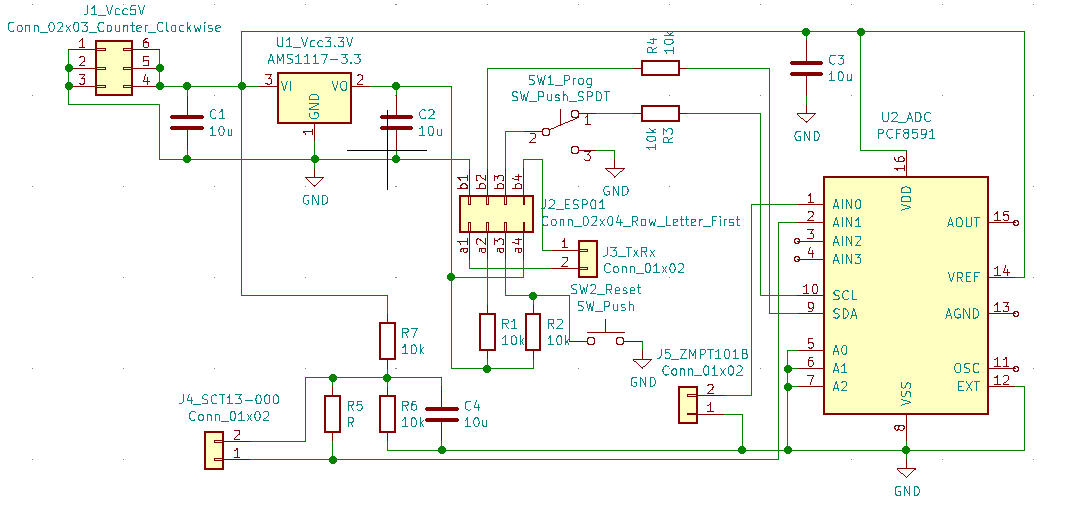 J1_Vcc5V
Conn_02x03_Counter_Clockwise
1 6
2 5
3 4
U1_Vcc3.3V
AMS1117-3.3
3 VI VO 2
GND
1
GND
C1
10u
C2
10u
R4
10k
SW1_Prog
SW_Push_SPDT
1
2
3
GND
10k
R3
C3
10u
GND
U2_ADC
PCF8591
16
VDD
1 AIN0
2 AIN1
3 AIN2
4 AIN3
10 SCL
9 SDA
5 A0
6 A1
7 A2
AOUT 15
VREF 14
AGND 13
OSC 11
EXT 12
VSS
8
GND
b1 b2 b3 b4
J2_ESP01
Conn_02x04_Row_Letter_First
a1 a2 a3 a4
1 J3_TxRx
2 Conn_01x02
SW2_Reset
SW_Push
GND
R1
10k
R2
10k
R7
10k
J5_ZMPT101B
Conn_01x02
2
1
J4_SCT13-000
Conn_01x02
2
1
R5
R
R6
10k
C4
10u